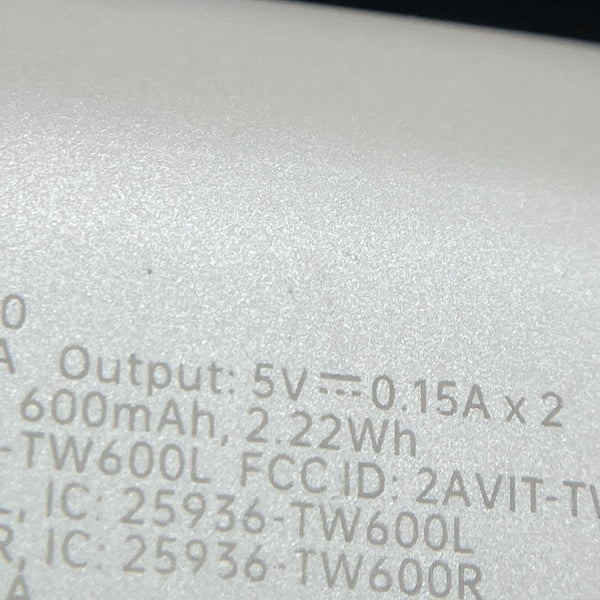 0
A Output: 5V⎓0.15A x 2
600mAh, 2.22Wh
-TW600L FCC ID: 2AVIT-TW
L, IC: 25936-TW600L
R, IC: 25936-TW600R
A